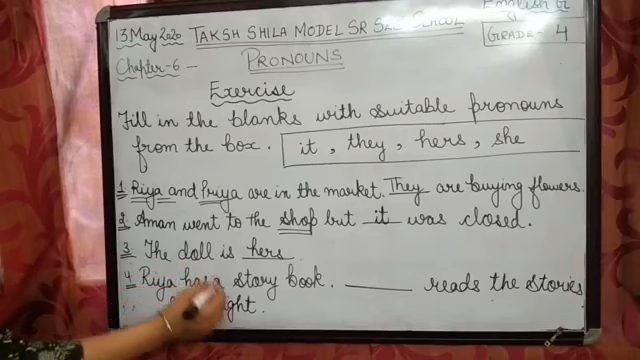 13 May 2020 TAKSH SHILA MODEL SR SEC SCHOOL English Gr
Chapter-6 - PRONOUNS GRADE- 4
Exercise
Fill in the blanks with suitable pronouns
from the box. it, they, hers, she
1 Riya and Priya are in the market. They are buying flowers.
2 Aman went to the shop but it was closed.
3 The doll is hers
4 Riya has a story book. ______ reads the stories